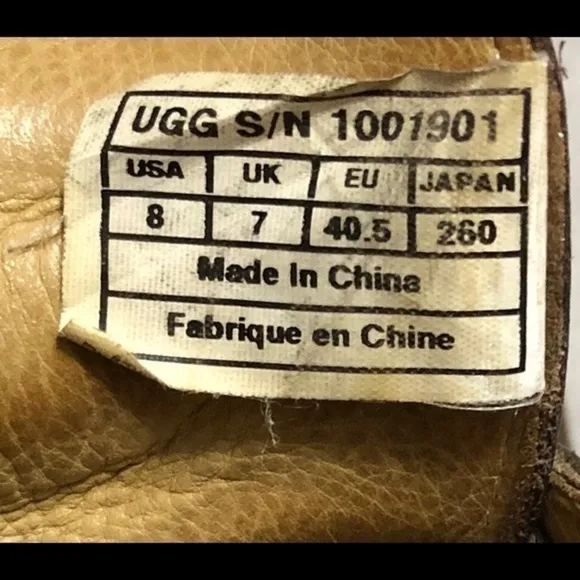 UGG S/N 1001901
USA UK EU JAPAN
8 7 40.5 260
Made In China
Fabrique en Chine